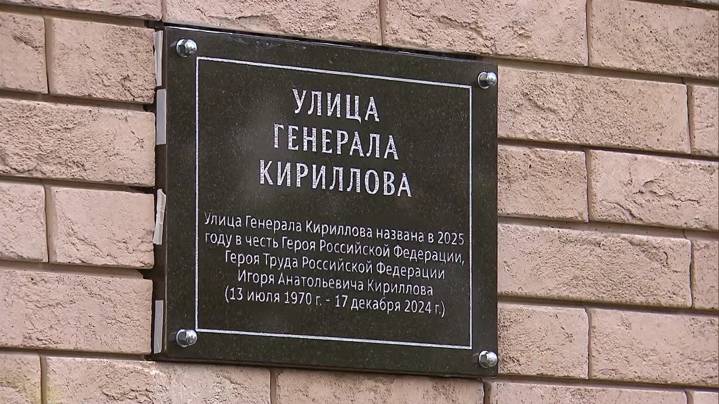 УЛИЦА
ГЕНЕРАЛА
КИРИЛЛОВА
Улица Генерала Кириллова названа в 2025
году в честь Героя Российской Федерации,
Героя Труда Российской Федерации
Игоря Анатольевича Кириллова
(13 июля 1970 г. - 17 декабря 2024 г.)